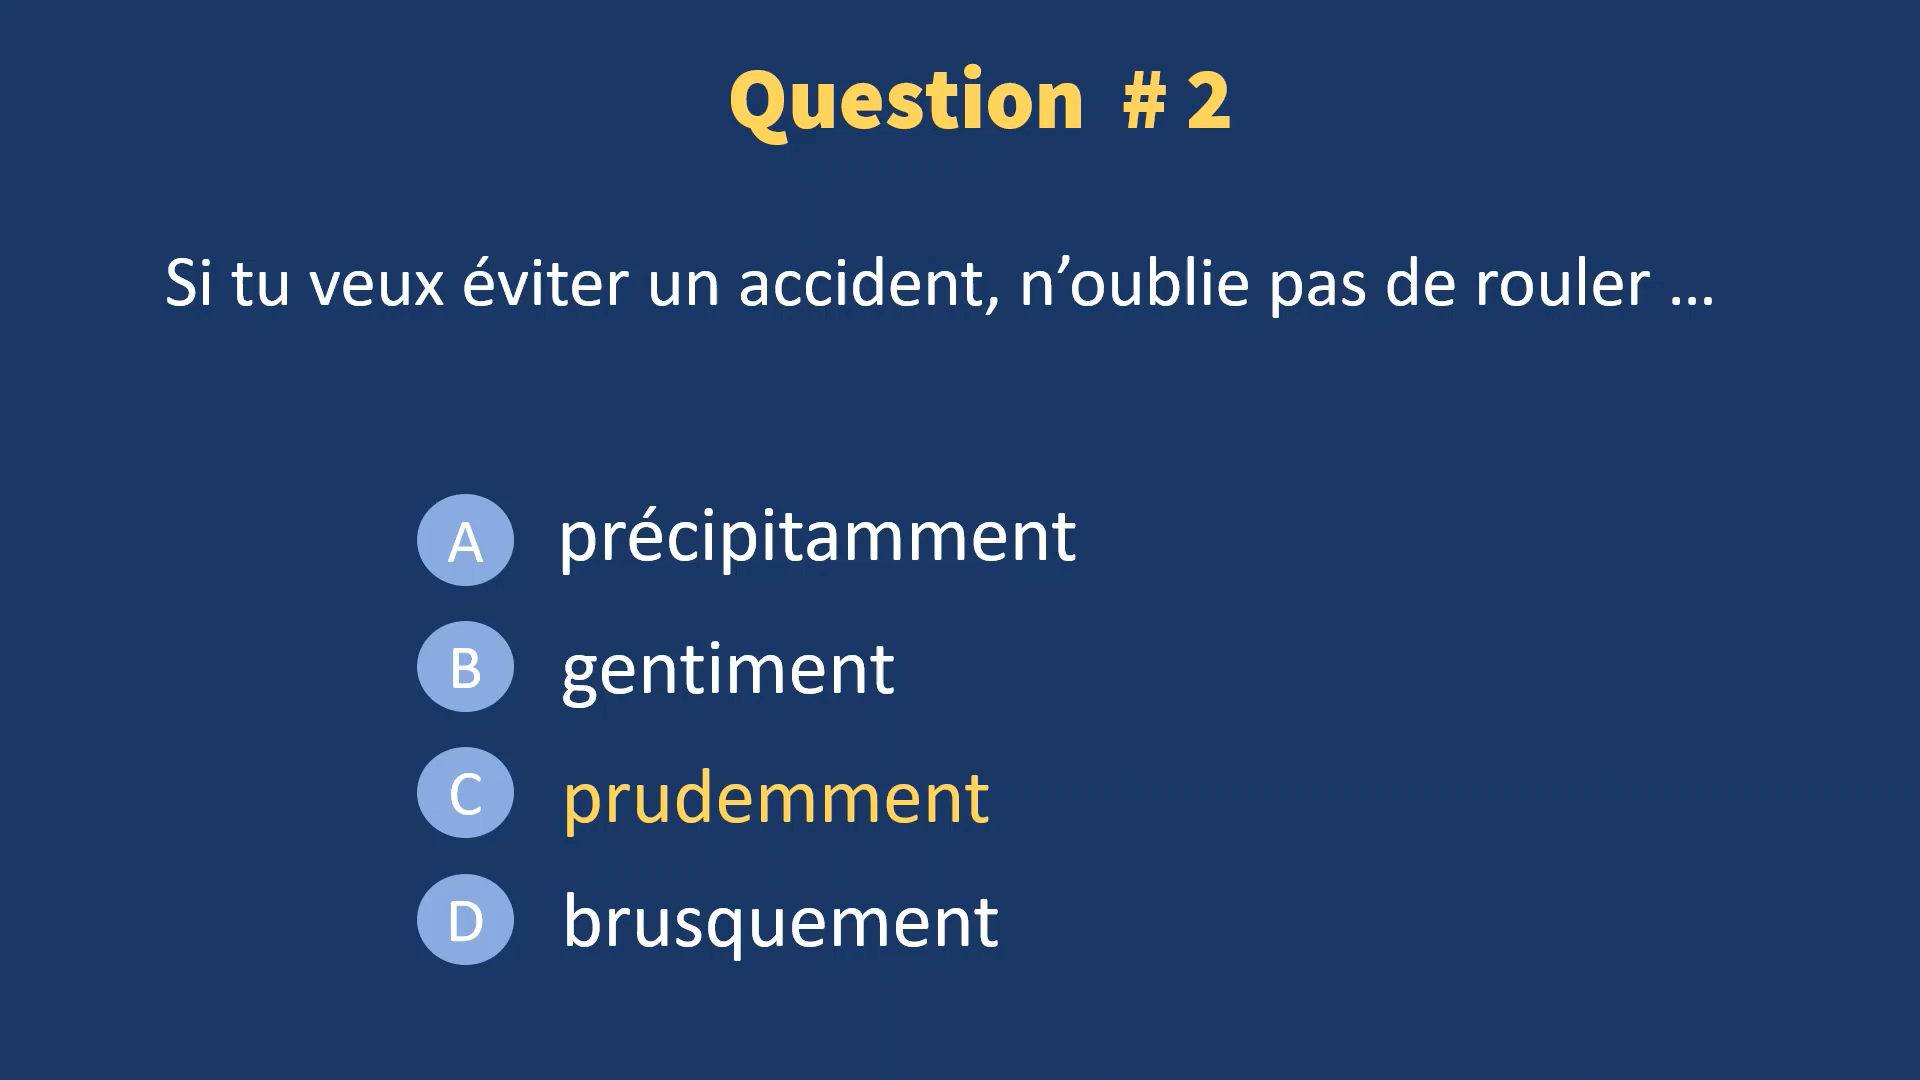 Question # 2
Si tu veux éviter un accident, n’oublie pas de rouler ...
A précipitamment
B gentiment
C prudemment
D brusquement